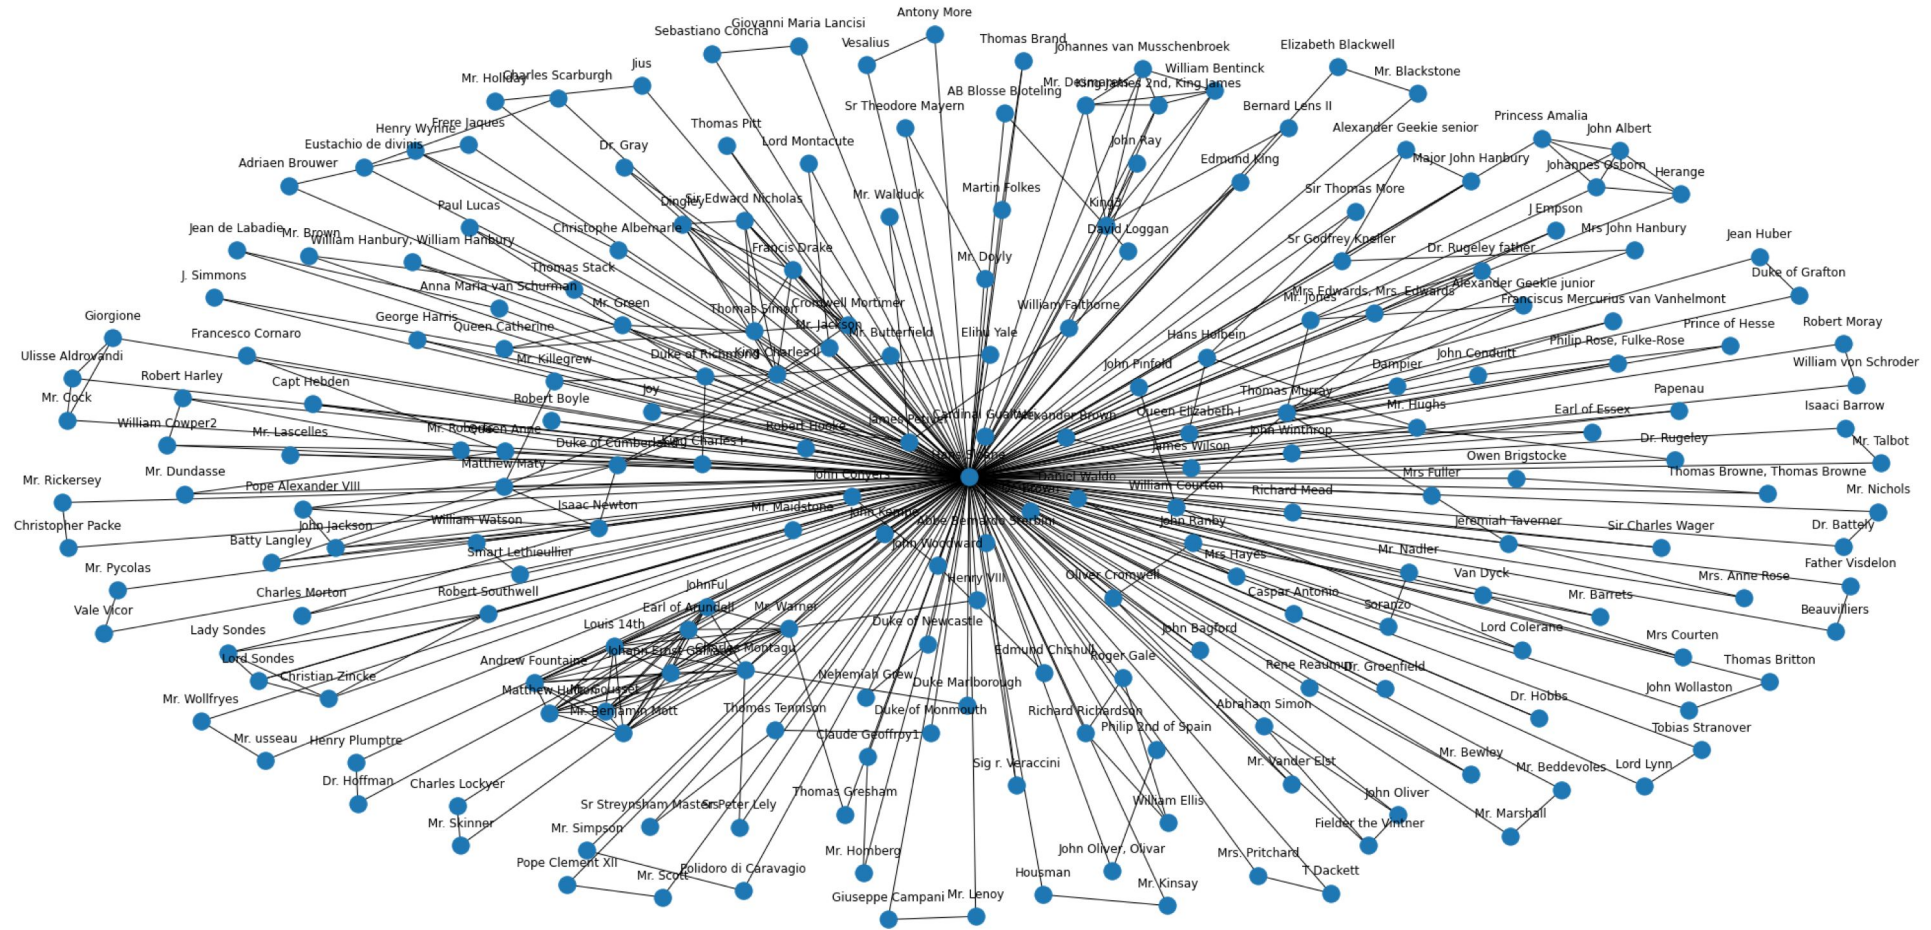 Antony More
Giovanni Maria Lancisi
Sebastiano Concha
Vesalius
Thomas Brand
Johannes van Musschenbroek
Elizabeth Blackwell
Jius
Charles Scarburgh
Mr. Holiday
William Bentinck
Mr. Blackstone
King James 2nd, King James
AB Blosse Bioteling
Sr Theodore Mayern
Bernard Lens II
Princess Amalia
Frere Jaques
Henry Wynne
Thomas Pitt
Alexander Geekie senior
John Albert
Eustachio de divinis
Dr. Gray
Lord Montacute
John Ray
Adriaen Brouwer
Edmund King
Major John Hanbury
Johannes Osborn
Herange
Martin Folkes
Mr. Walduck
Sir Edward Nicholas
Dingley
Sir Thomas More
King3
Paul Lucas
J Empson
Jean de Labadie
Mr. Brown
Christophe Albemarle
David Loggan
Mrs John Hanbury
William Hanbury, William Hanbury
Francis Drake
Sr Godfrey Kneller
Dr. Rugeley father
Jean Huber
J. Simmons
Thomas Stack
Mr. Doyly
Duke of Grafton
Anna Maria van Schurman
Mr. Green
Thomas Simon
Cromwell Mortimer
William Faithorne
Mr. Jones
Mrs Edwards, Mrs. Edwards
Alexander Geekie junior
Franciscus Mercurius van Vanhelmont
Giorgione
George Harris
Queen Catherine
Mr. Jackson
Mr. Butterfield
Elihu Yale
Hans Holbein
Prince of Hesse
Robert Moray
Francesco Cornaro
Ulisse Aldrovandi
Mr. Killegrew
Duke of Richmond
King Charles II
John Pinfold
Dampier
John Conduitt
Philip Rose, Fulke-Rose
William von Schroder
Robert Harley
Capt Hebden
Joy
Robert Boyle
Thomas Murray
Papenau
Mr. Cock
William Cowper2
Mr. Lascelles
Queen Anne
James Petiver
Robert Hooke
Alexander Brown
Queen Elizabeth I
Mr. Hughs
Earl of Essex
Isaaci Barrow
Matthew Maty
Duke of Cumberland
King Charles I
James Wilson
John Winthrop
Dr. Rugeley
Mr. Talbot
Mr. Rickersey
Mr. Dundasse
Pope Alexander VIII
John Conyers
Daniel Waldo
William Courten
Mrs Fuller
Owen Brigstocke
Thomas Browne, Thomas Browne
Mr. Nichols
Christopher Packe
John Jackson
William Watson
Isaac Newton
Mr. Maidstone
John Kempe
Abbe Bernardo Sterbini
John Ranby
Richard Mead
Jeremiah Taverner
Sir Charles Wager
Dr. Battely
Batty Langley
Smart Lethieullier
John Woodward
Mrs Hayes
Mr. Nadler
Father Visdelon
Mr. Pycolas
Charles Morton
Robert Southwell
JohnFul
Henry VIII
Oliver Cromwell
Caspar Antonio
Van Dyck
Mrs. Anne Rose
Vale Vicor
Earl of Arundell
Mr. Warner
Soranzo
Mr. Barrets
Beauvilliers
Lady Sondes
Louis 14th
Duke of Newcastle
John Bagford
Lord Colerane
Mrs Courten
Lord Sondes
Christian Zincke
Andrew Fountaine
Charles Montagu
Edmund Chishull
Roger Gale
Rene Reaumur
Mr. Groenfield
Thomas Britton
Mr. Wollfryes
Mr. Benjamin Mott
Nehemiah Grew
Duke Marlborough
Dr. Hobbs
John Wollaston
Thomas Tennison
Duke of Monmouth
Richard Richardson
Abraham Simon
Mr. usseau
Henry Plumptre
Claude Geoffroy1
Philip 2nd of Spain
Tobias Stranover
Dr. Hoffman
Charles Lockyer
Sig r. Veraccini
Mr. Vander Elst
Mr. Bewley
Mr. Beddevoles
Lord Lynn
Mr. Skinner
Sr Streynsham Masters
Sr Peter Lely
Thomas Gresham
William Ellis
John Oliver
Mr. Simpson
Fielder the Vintner
Mr. Marshall
Pope Clement XII
Mr. Scott
Polidoro di Caravagio
Mr. Homberg
John Oliver, Olivar
Mrs. Pritchard
Giuseppe Campani
Mr. Lenoy
Housman
Mr. Kinsay
T Dackett